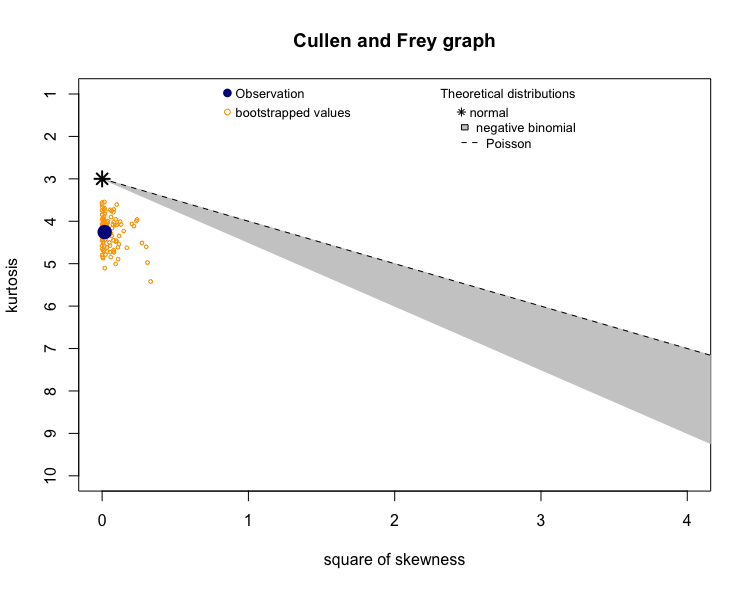 Cullen and Frey graph
Observation
bootstrapped values
Theoretical distributions
normal
negative binomial
Poisson
kurtosis
1
2
3
4
5
6
7
8
9
10
0
1
2
3
4
square of skewness